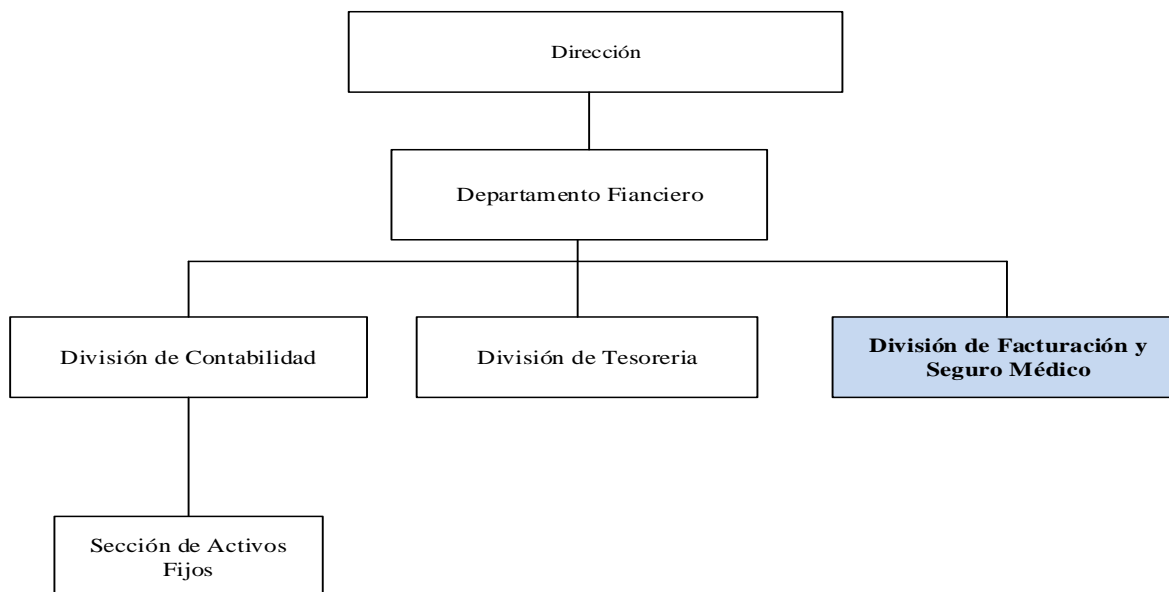 Dirección
Departamento Fianciero
División de Contabilidad
División de Tesoreria
División de Facturación y
Seguro Médico
Sección de Activos
Fijos